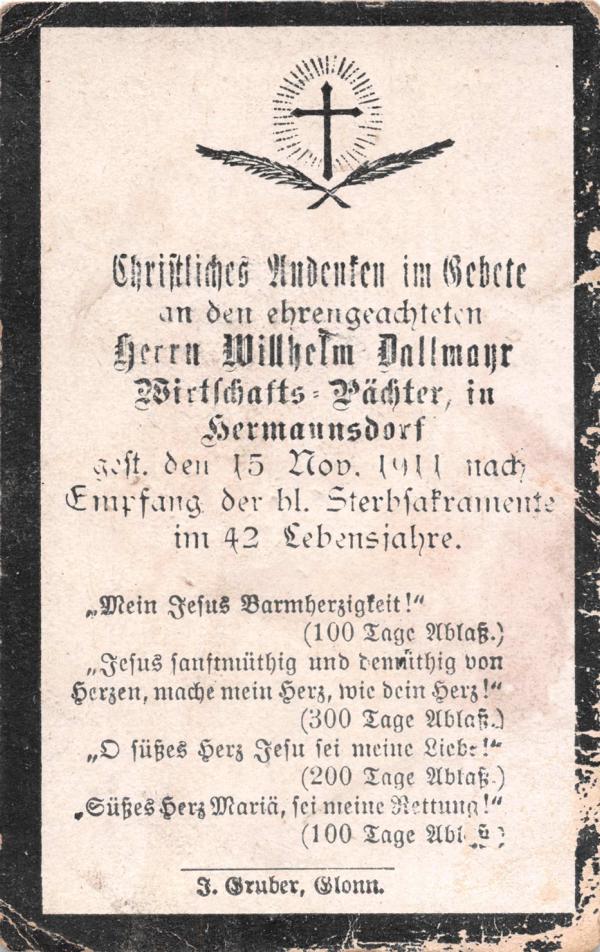 Christliches Andenken im Gebete
an den ehrengeachteten
Herrn Willhelm Dallmayr
Wirtschafts-Pächter, in
Hermannsdorf
gest. den 15 Nov. 1911 nach
Empfang der hl. Sterbsakramente
im 42 Lebensjahre.
„Mein Jesus Barmherzigkeit!“
(100 Tage Ablaß.)
„Jesus sanftmüthig und demüthig von
Herzen, mache mein Herz, wie dein Herz!“
(300 Tage Ablaß.)
„O süßes Herz Jesu sei meine Liebe!“
(200 Tage Ablaß.)
„Süßes Herz Mariä, sei meine Rettung!“
(100 Tage Ablaß.)
J. Gruber, Glonn.